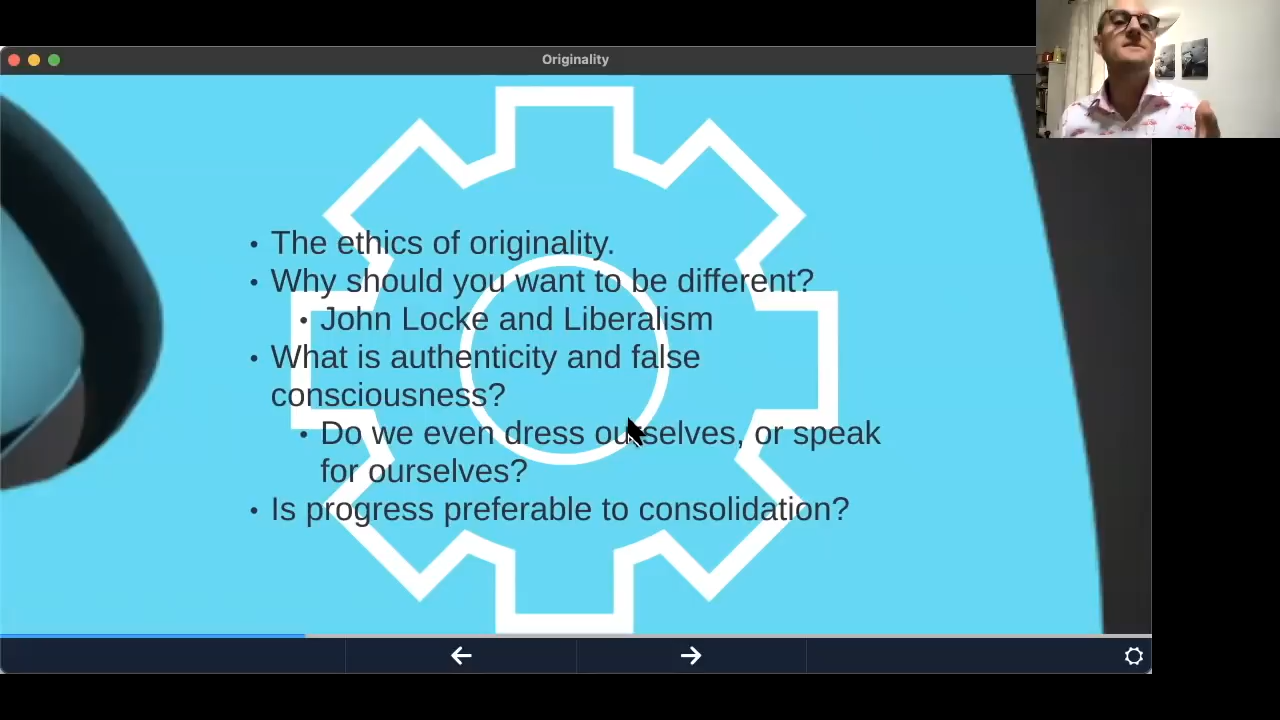 Originality
• The ethics of originality.
• Why should you want to be different?
• John Locke and Liberalism
• What is authenticity and false
consciousness?
• Do we even dress ourselves, or speak
for ourselves?
• Is progress preferable to consolidation?